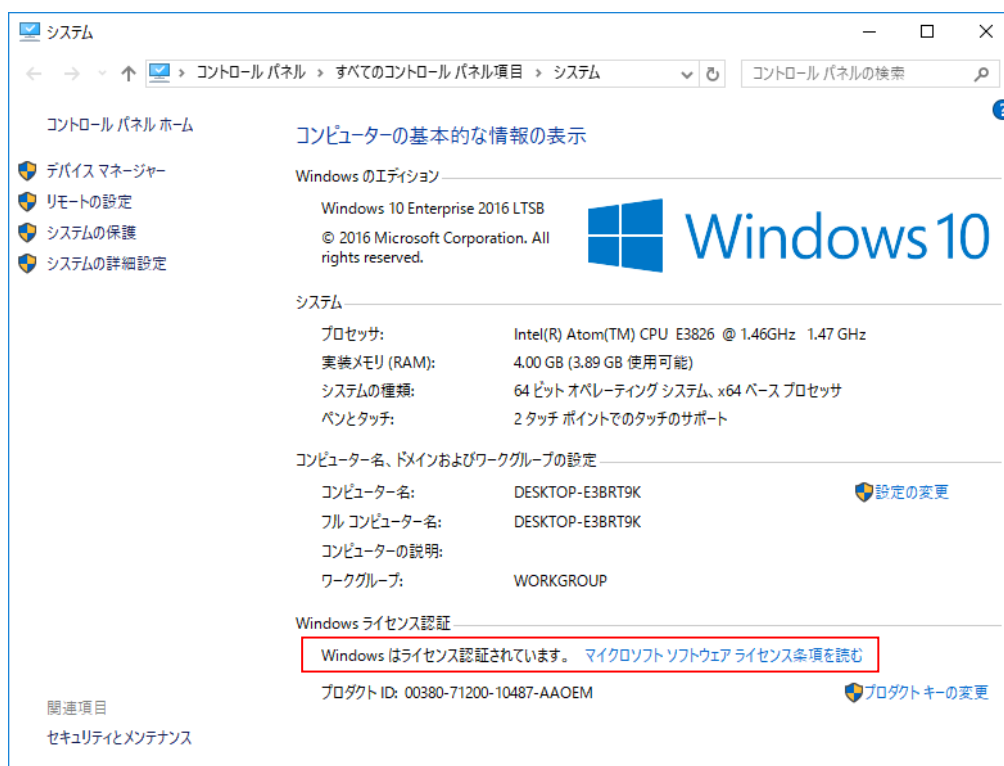 システム
コントロール パネル › すべてのコントロール パネル項目 › システム
コントロール パネルの検索
コントロール パネル ホーム
デバイス マネージャー
リモートの設定
システムの保護
システムの詳細設定
コンピューターの基本的な情報の表示
Windows のエディション
Windows 10 Enterprise 2016 LTSB
© 2016 Microsoft Corporation. All
rights reserved.
Windows 10
システム
プロセッサ: Intel(R) Atom(TM) CPU E3826 @ 1.46GHz 1.47 GHz
実装メモリ (RAM): 4.00 GB (3.89 GB 使用可能)
システムの種類: 64 ビット オペレーティング システム、x64 ベース プロセッサ
ペンとタッチ: 2 タッチ ポイントでのタッチのサポート
コンピューター名、ドメインおよびワークグループの設定
コンピューター名: DESKTOP-E3BRT9K 設定の変更
フル コンピューター名: DESKTOP-E3BRT9K
コンピューターの説明:
ワークグループ: WORKGROUP
Windows ライセンス認証
Windows はライセンス認証されています。 マイクロソフト ソフトウェア ライセンス条項を読む
プロダクト ID: 00380-71200-10487-AAOEM プロダクト キーの変更
関連項目
セキュリティとメンテナンス